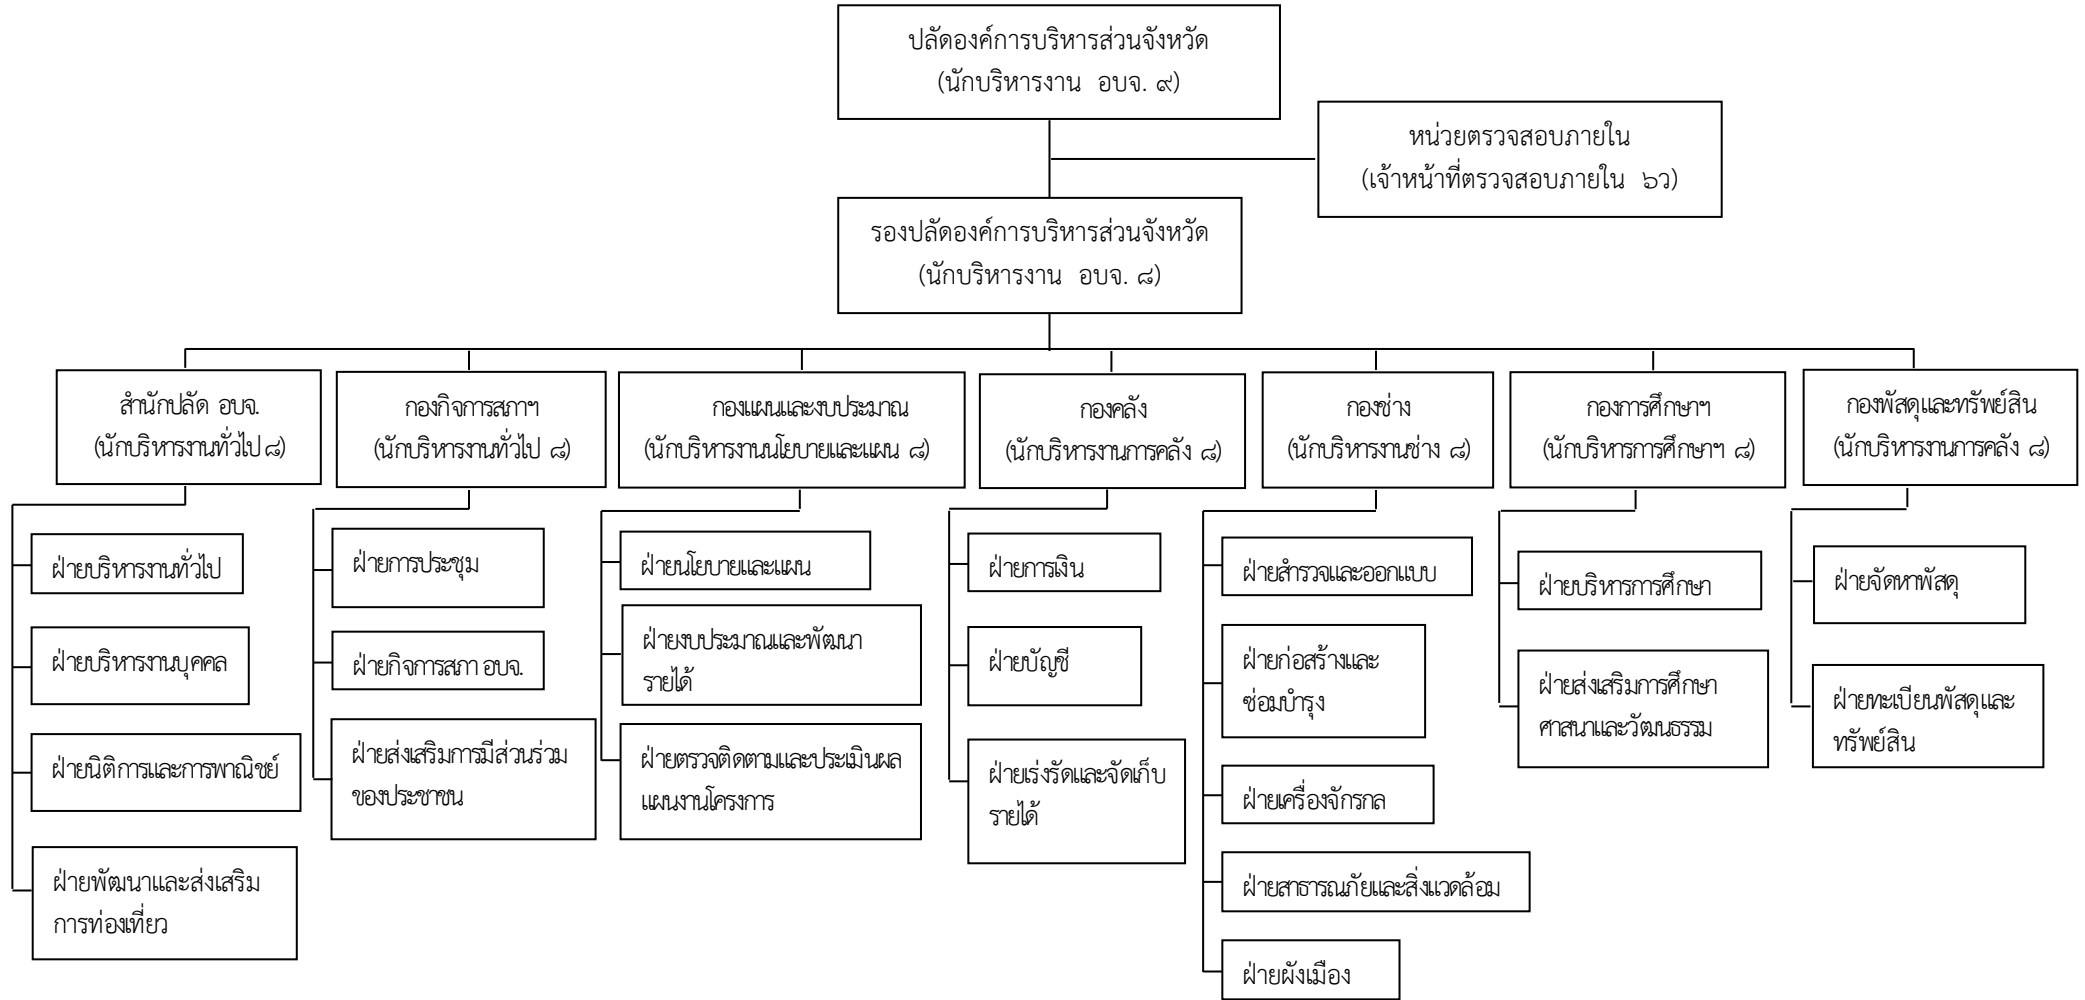 ปลัดองค์การบริหารส่วนจังหวัด
(นักบริหารงาน อบจ. ๙)
หน่วยตรวจสอบภายใน
(เจ้าหน้าที่ตรวจสอบภายใน ๖ว)
รองปลัดองค์การบริหารส่วนจังหวัด
(นักบริหารงาน อบจ. ๘)
สำนักปลัด อบจ.
(นักบริหารงานทั่วไป ๘)
กองกิจการสภาฯ
(นักบริหารงานทั่วไป ๘)
กองแผนและงบประมาณ
(นักบริหารงานนโยบายและแผน ๘)
กองคลัง
(นักบริหารงานการคลัง ๘)
กองช่าง
(นักบริหารงานช่าง ๘)
กองการศึกษาฯ
(นักบริหารการศึกษาฯ ๘)
กองพัสดุและทรัพย์สิน
(นักบริหารงานการคลัง ๘)
ฝ่ายบริหารงานทั่วไป
ฝ่ายบริหารงานบุคคล
ฝ่ายนิติการและการพาณิชย์
ฝ่ายพัฒนาและส่งเสริม
การท่องเที่ยว
ฝ่ายการประชุม
ฝ่ายกิจการสภา อบจ.
ฝ่ายส่งเสริมการมีส่วนร่วม
ของประชาชน
ฝ่ายนโยบายและแผน
ฝ่ายงบประมาณและพัฒนา
รายได้
ฝ่ายตรวจติดตามและประเมินผล
แผนงานโครงการ
ฝ่ายการเงิน
ฝ่ายบัญชี
ฝ่ายเร่งรัดและจัดเก็บ
รายได้
ฝ่ายสำรวจและออกแบบ
ฝ่ายก่อสร้างและ
ซ่อมบำรุง
ฝ่ายเครื่องจักรกล
ฝ่ายสาธารณภัยและสิ่งแวดล้อม
ฝ่ายผังเมือง
ฝ่ายบริหารการศึกษา
ฝ่ายส่งเสริมการศึกษา
ศาสนาและวัฒนธรรม
ฝ่ายจัดหาพัสดุ
ฝ่ายทะเบียนพัสดุและ
ทรัพย์สิน